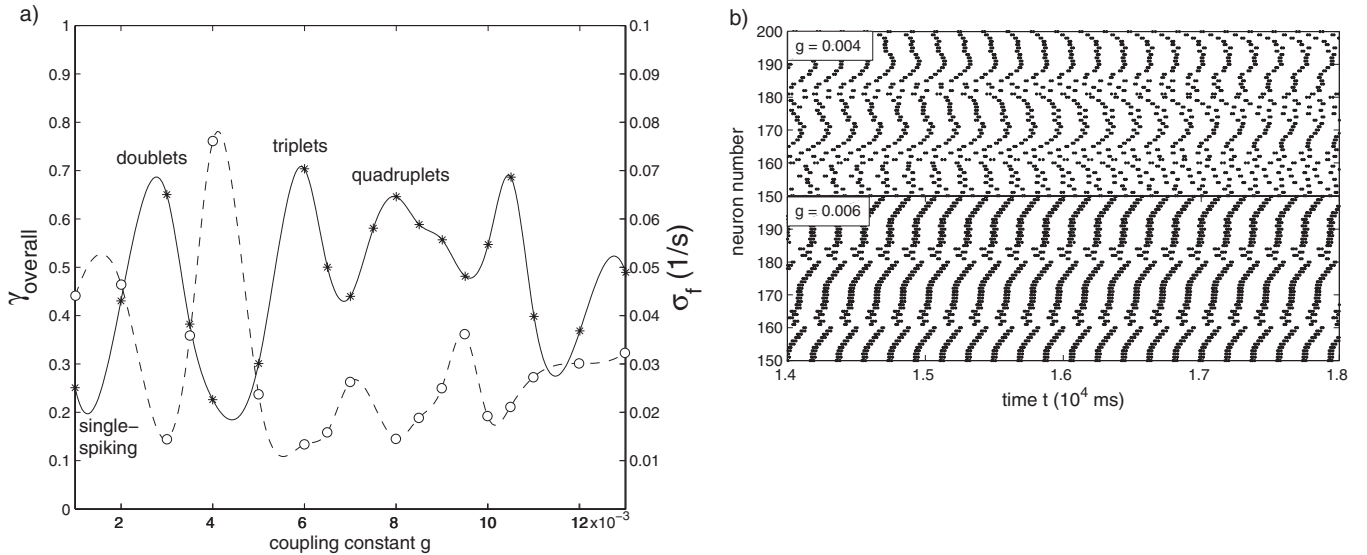 a)
1
0.9
0.8
0.7
0.6
0.5
0.4
0.3
0.2
0.1
0
γoverall
doublets
triplets
quadruplets
single–
spiking
0.1
0.09
0.08
0.07
0.06
0.05
0.04
0.03
0.02
0.01
0
σf (1/s)
2
4
6
8
10
12x10-3
coupling constant g
b)
200
190
180
170
160
150
190
180
170
160
150
g = 0.004
g = 0.006
neuron number
1.4
1.5
1.6
1.7
1.8
time t (10⁴ ms)